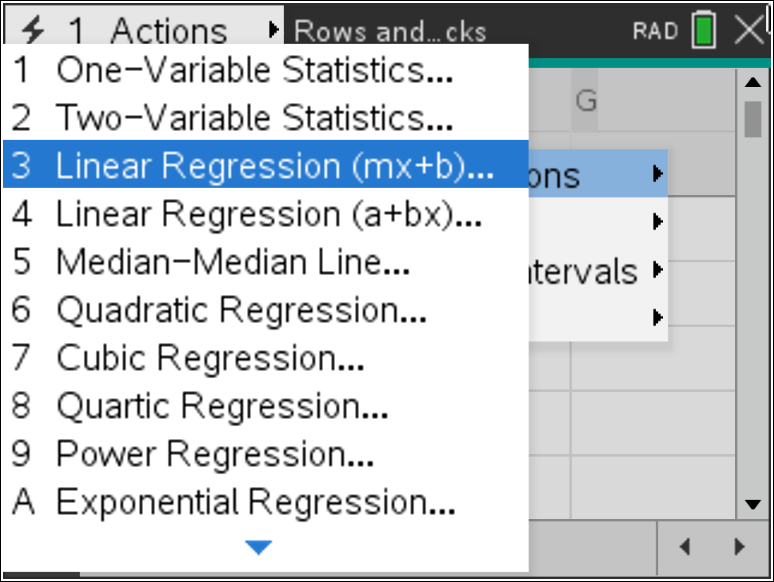 1 Actions
Rows and…cks
RAD
1 One–Variable Statistics...
2 Two–Variable Statistics...
3 Linear Regression (mx+b)...
4 Linear Regression (a+bx)...
5 Median–Median Line...
6 Quadratic Regression...
7 Cubic Regression...
8 Quartic Regression...
9 Power Regression...
A Exponential Regression...
G
ons
ntervals